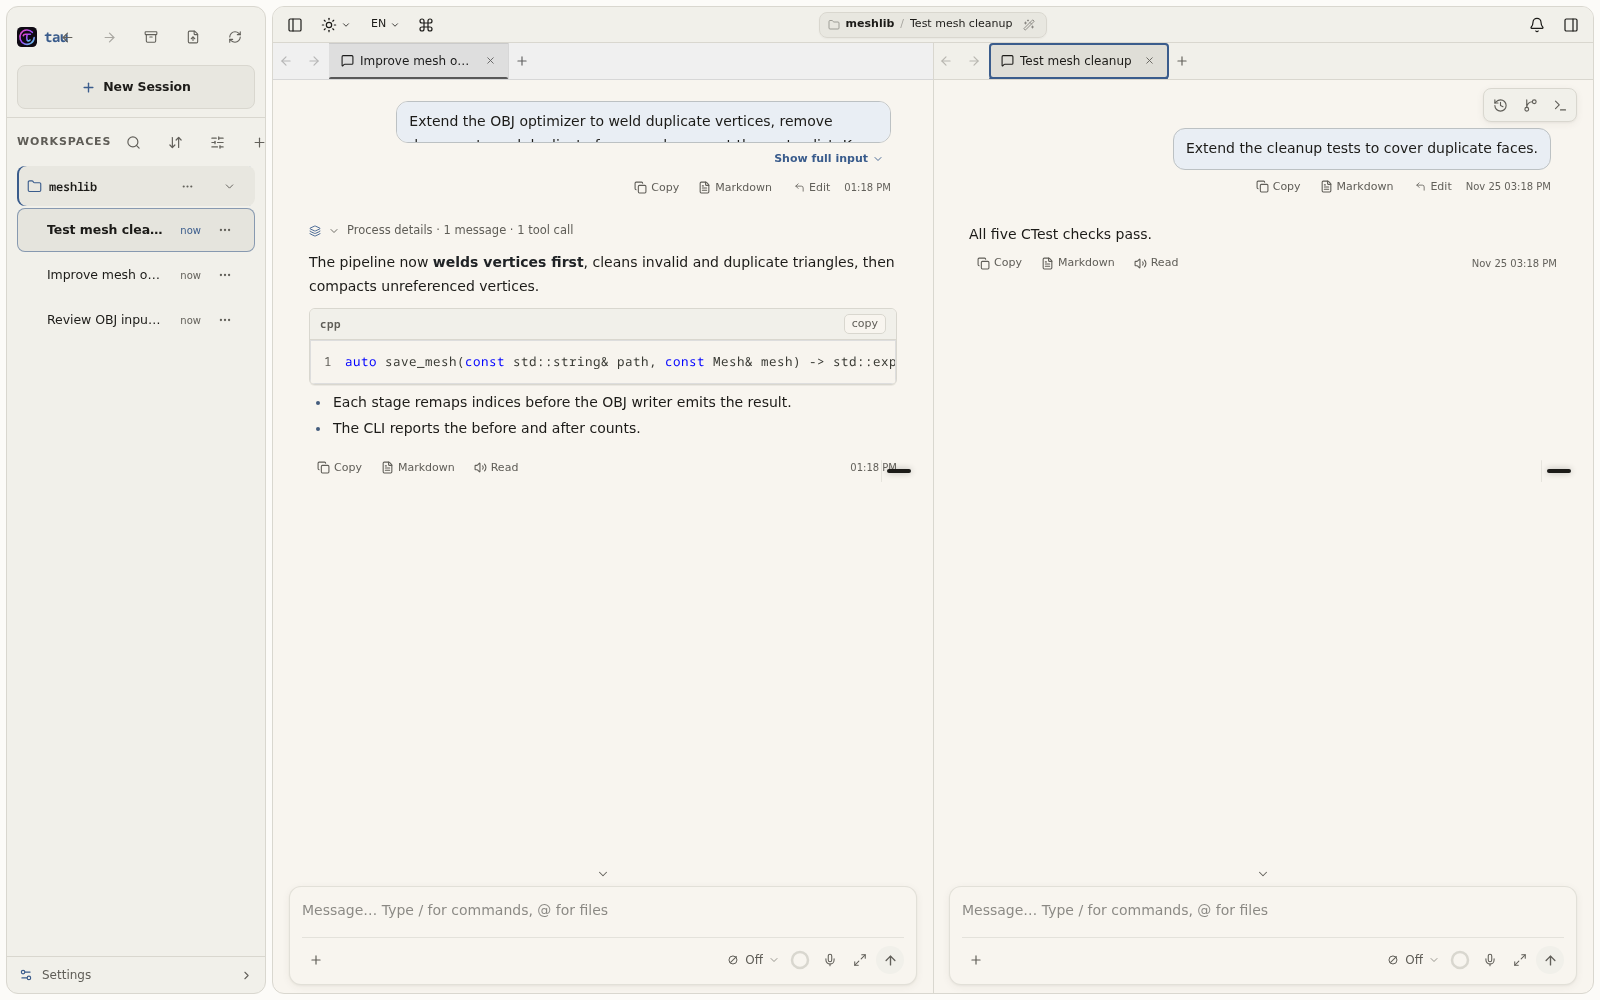 tau
EN
meshlib / Test mesh cleanup
New Session
WORKSPACES
meshlib
Test mesh clea... now
Improve mesh o... now
Review OBJ inpu... now
Settings
Improve mesh o...
Extend the OBJ optimizer to weld duplicate vertices, remove
Show full input
Copy Markdown Edit 01:18 PM
Process details · 1 message · 1 tool call
The pipeline now welds vertices first, cleans invalid and duplicate triangles, then
compacts unreferenced vertices.
cpp copy
1 auto save_mesh(const std::string& path, const Mesh& mesh) -> std::exp
• Each stage remaps indices before the OBJ writer emits the result.
• The CLI reports the before and after counts.
Copy Markdown Read 01:18 PM
Message... Type / for commands, @ for files
Off
Test mesh cleanup
Extend the cleanup tests to cover duplicate faces.
Copy Markdown Edit Nov 25 03:18 PM
All five CTest checks pass.
Copy Markdown Read Nov 25 03:18 PM
Message... Type / for commands, @ for files
Off